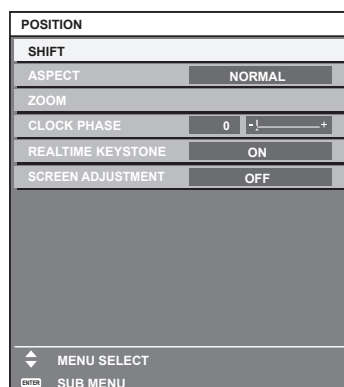 POSITION
SHIFT
ASPECT NORMAL
ZOOM
CLOCK PHASE 0 - +
REALTIME KEYSTONE ON
SCREEN ADJUSTMENT OFF
MENU SELECT
ENTER SUB MENU